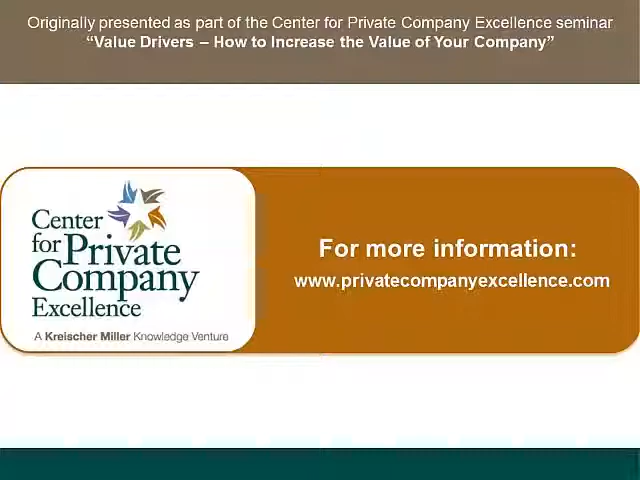 Originally presented as part of the Center for Private Company Excellence seminar
“Value Drivers – How to Increase the Value of Your Company”
Center
for Private
Company
Excellence
A Kreischer Miller Knowledge Venture
For more information:
www.privatecompanyexcellence.com